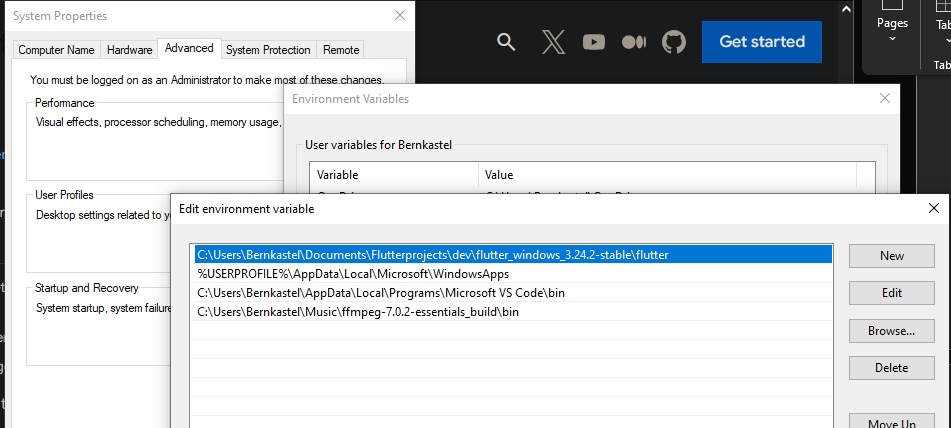 System Properties
Computer Name
Hardware
Advanced
System Protection
Remote
You must be logged on as an Administrator to make most of these changes.
Performance
Visual effects, processor scheduling, memory usage,
User Profiles
Desktop settings related to yo
Startup and Recovery
System startup, system failure
Get started
Pages
Tab
Environment Variables
User variables for Bernkastel
Variable Value
Edit environment variable
C:\Users\Bernkastel\Documents\Flutterprojects\dev\flutter_windows_3.24.2-stable\flutter
%USERPROFILE%\AppData\Local\Microsoft\WindowsApps
C:\Users\Bernkastel\AppData\Local\Programs\Microsoft VS Code\bin
C:\Users\Bernkastel\Music\ffmpeg-7.0.2-essentials_build\bin
New
Edit
Browse...
Delete
Move Up